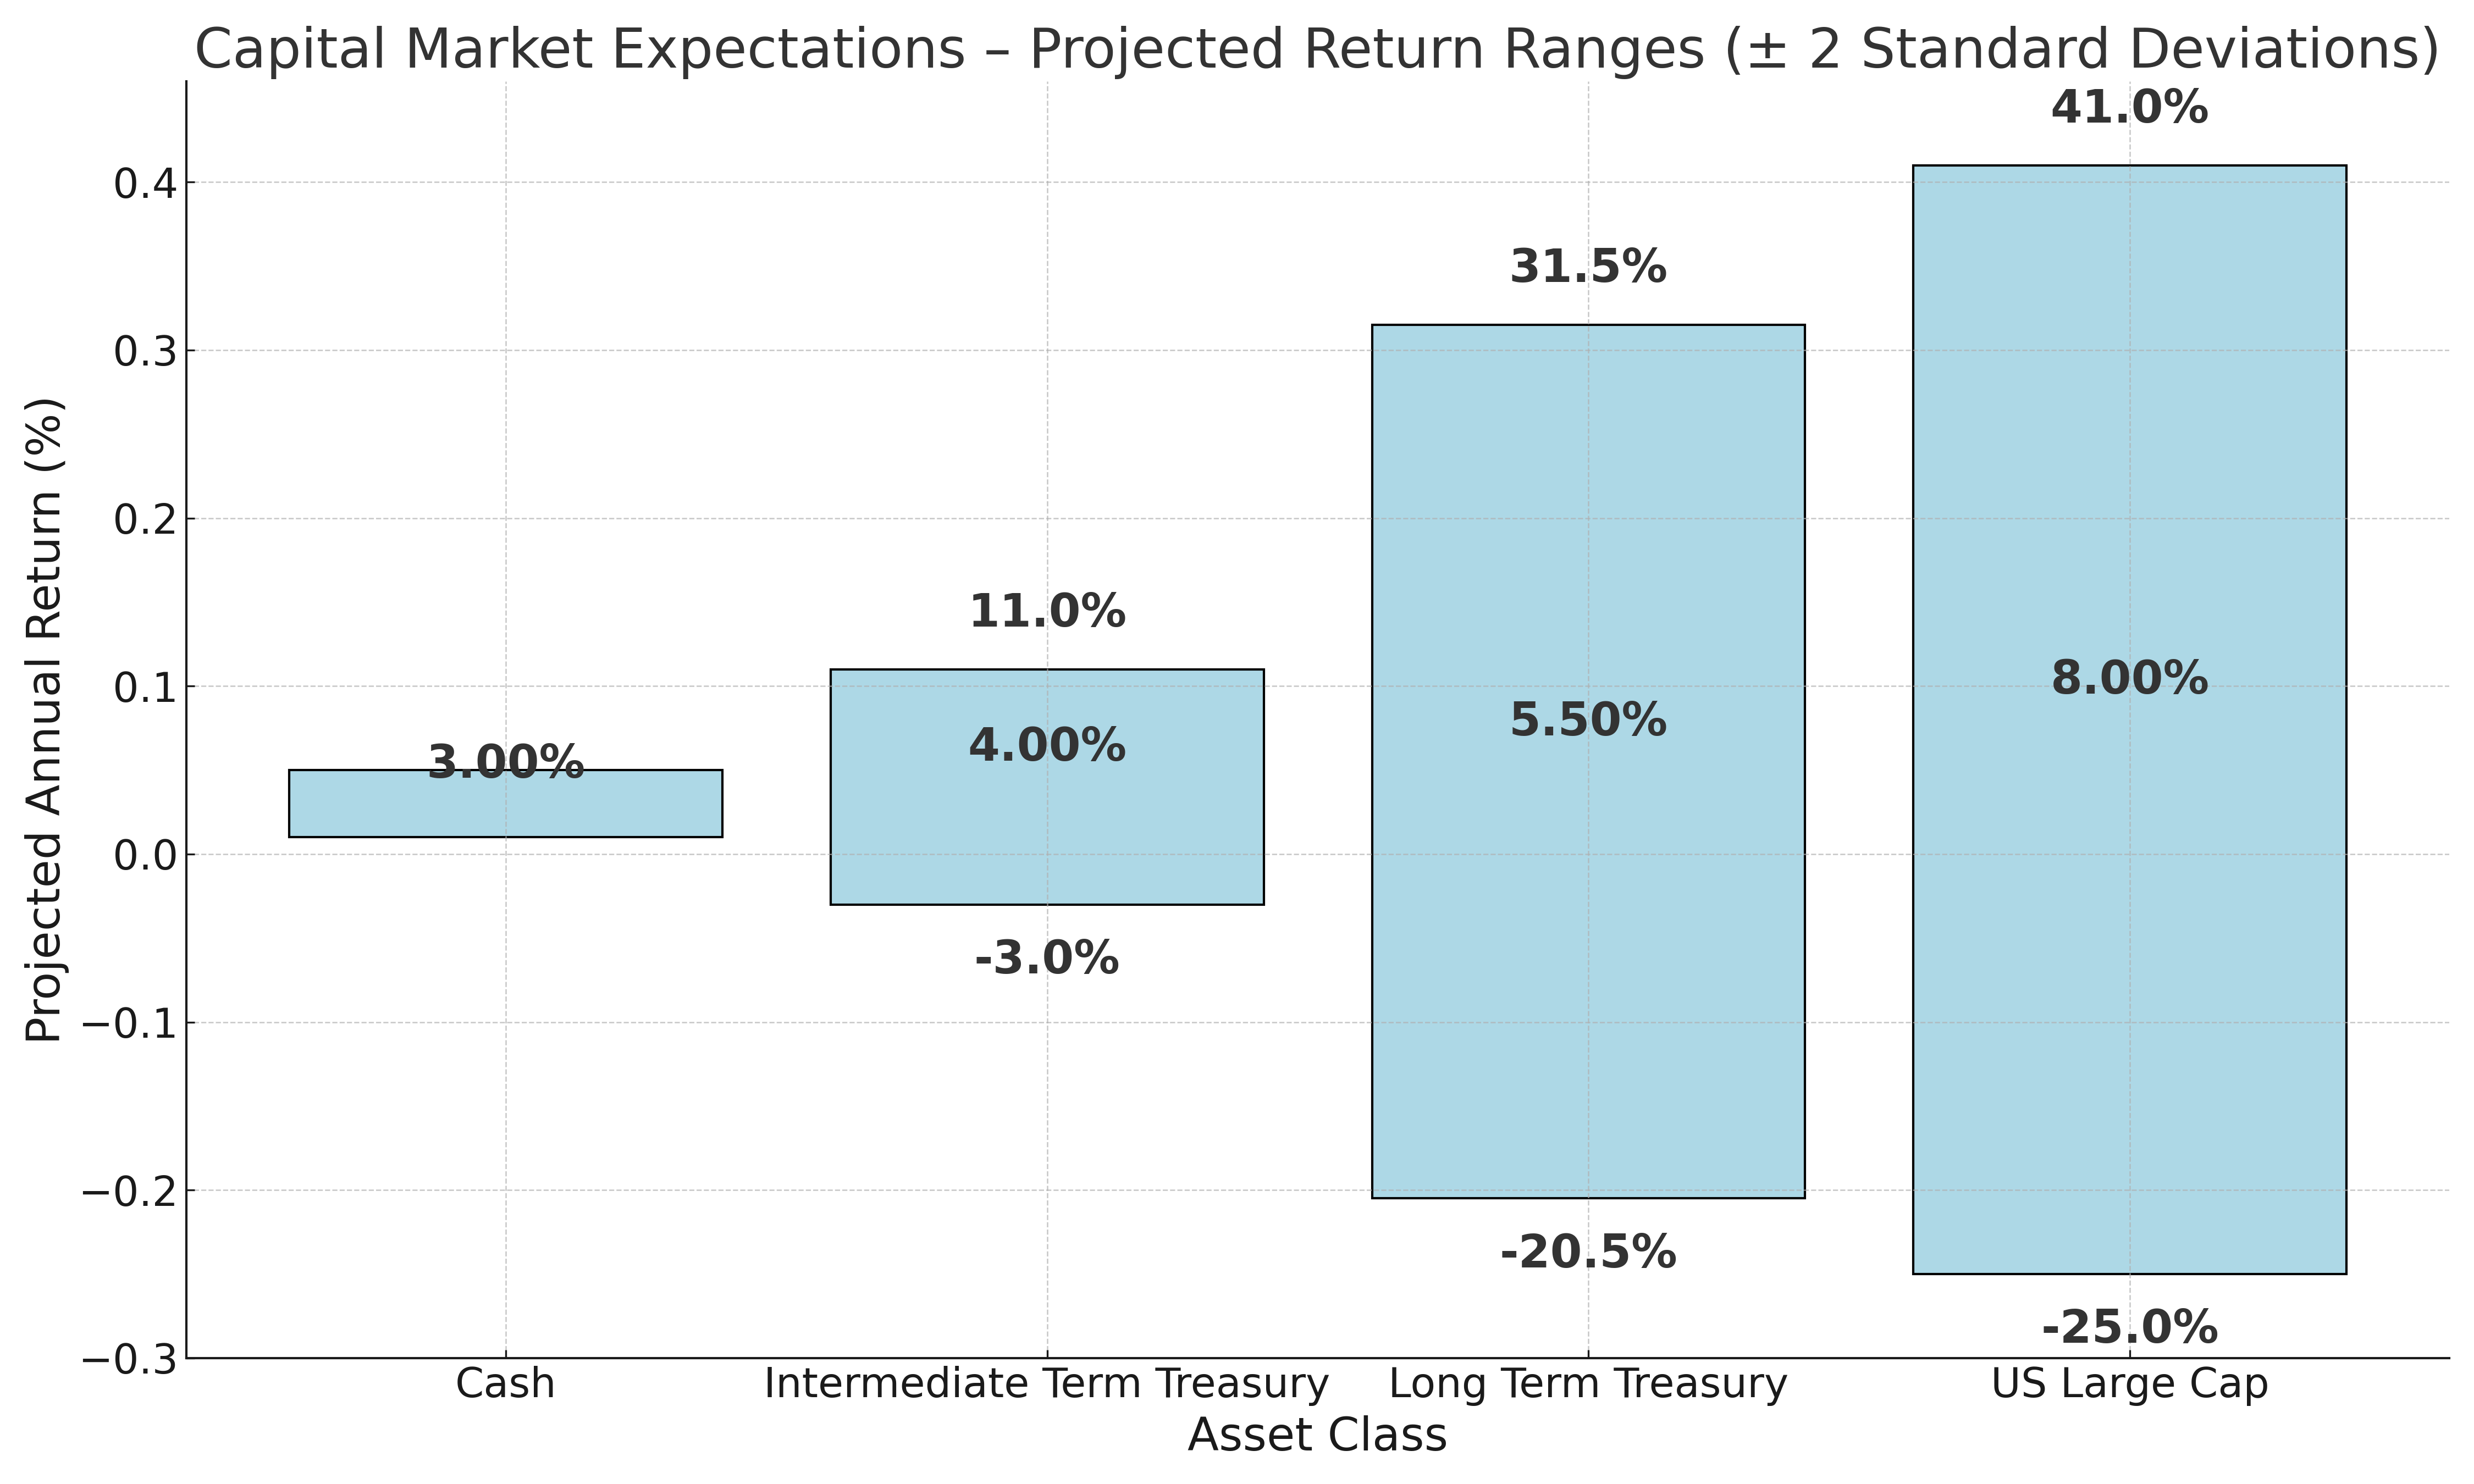 Capital Market Expectations – Projected Return Ranges (± 2 Standard Deviations)
Projected Annual Return (%)
0.4
0.3
0.2
0.1
0.0
−0.1
−0.2
−0.3
3.00%
11.0%
4.00%
-3.0%
31.5%
5.50%
-20.5%
41.0%
8.00%
-25.0%
Cash
Intermediate Term Treasury
Long Term Treasury
US Large Cap
Asset Class